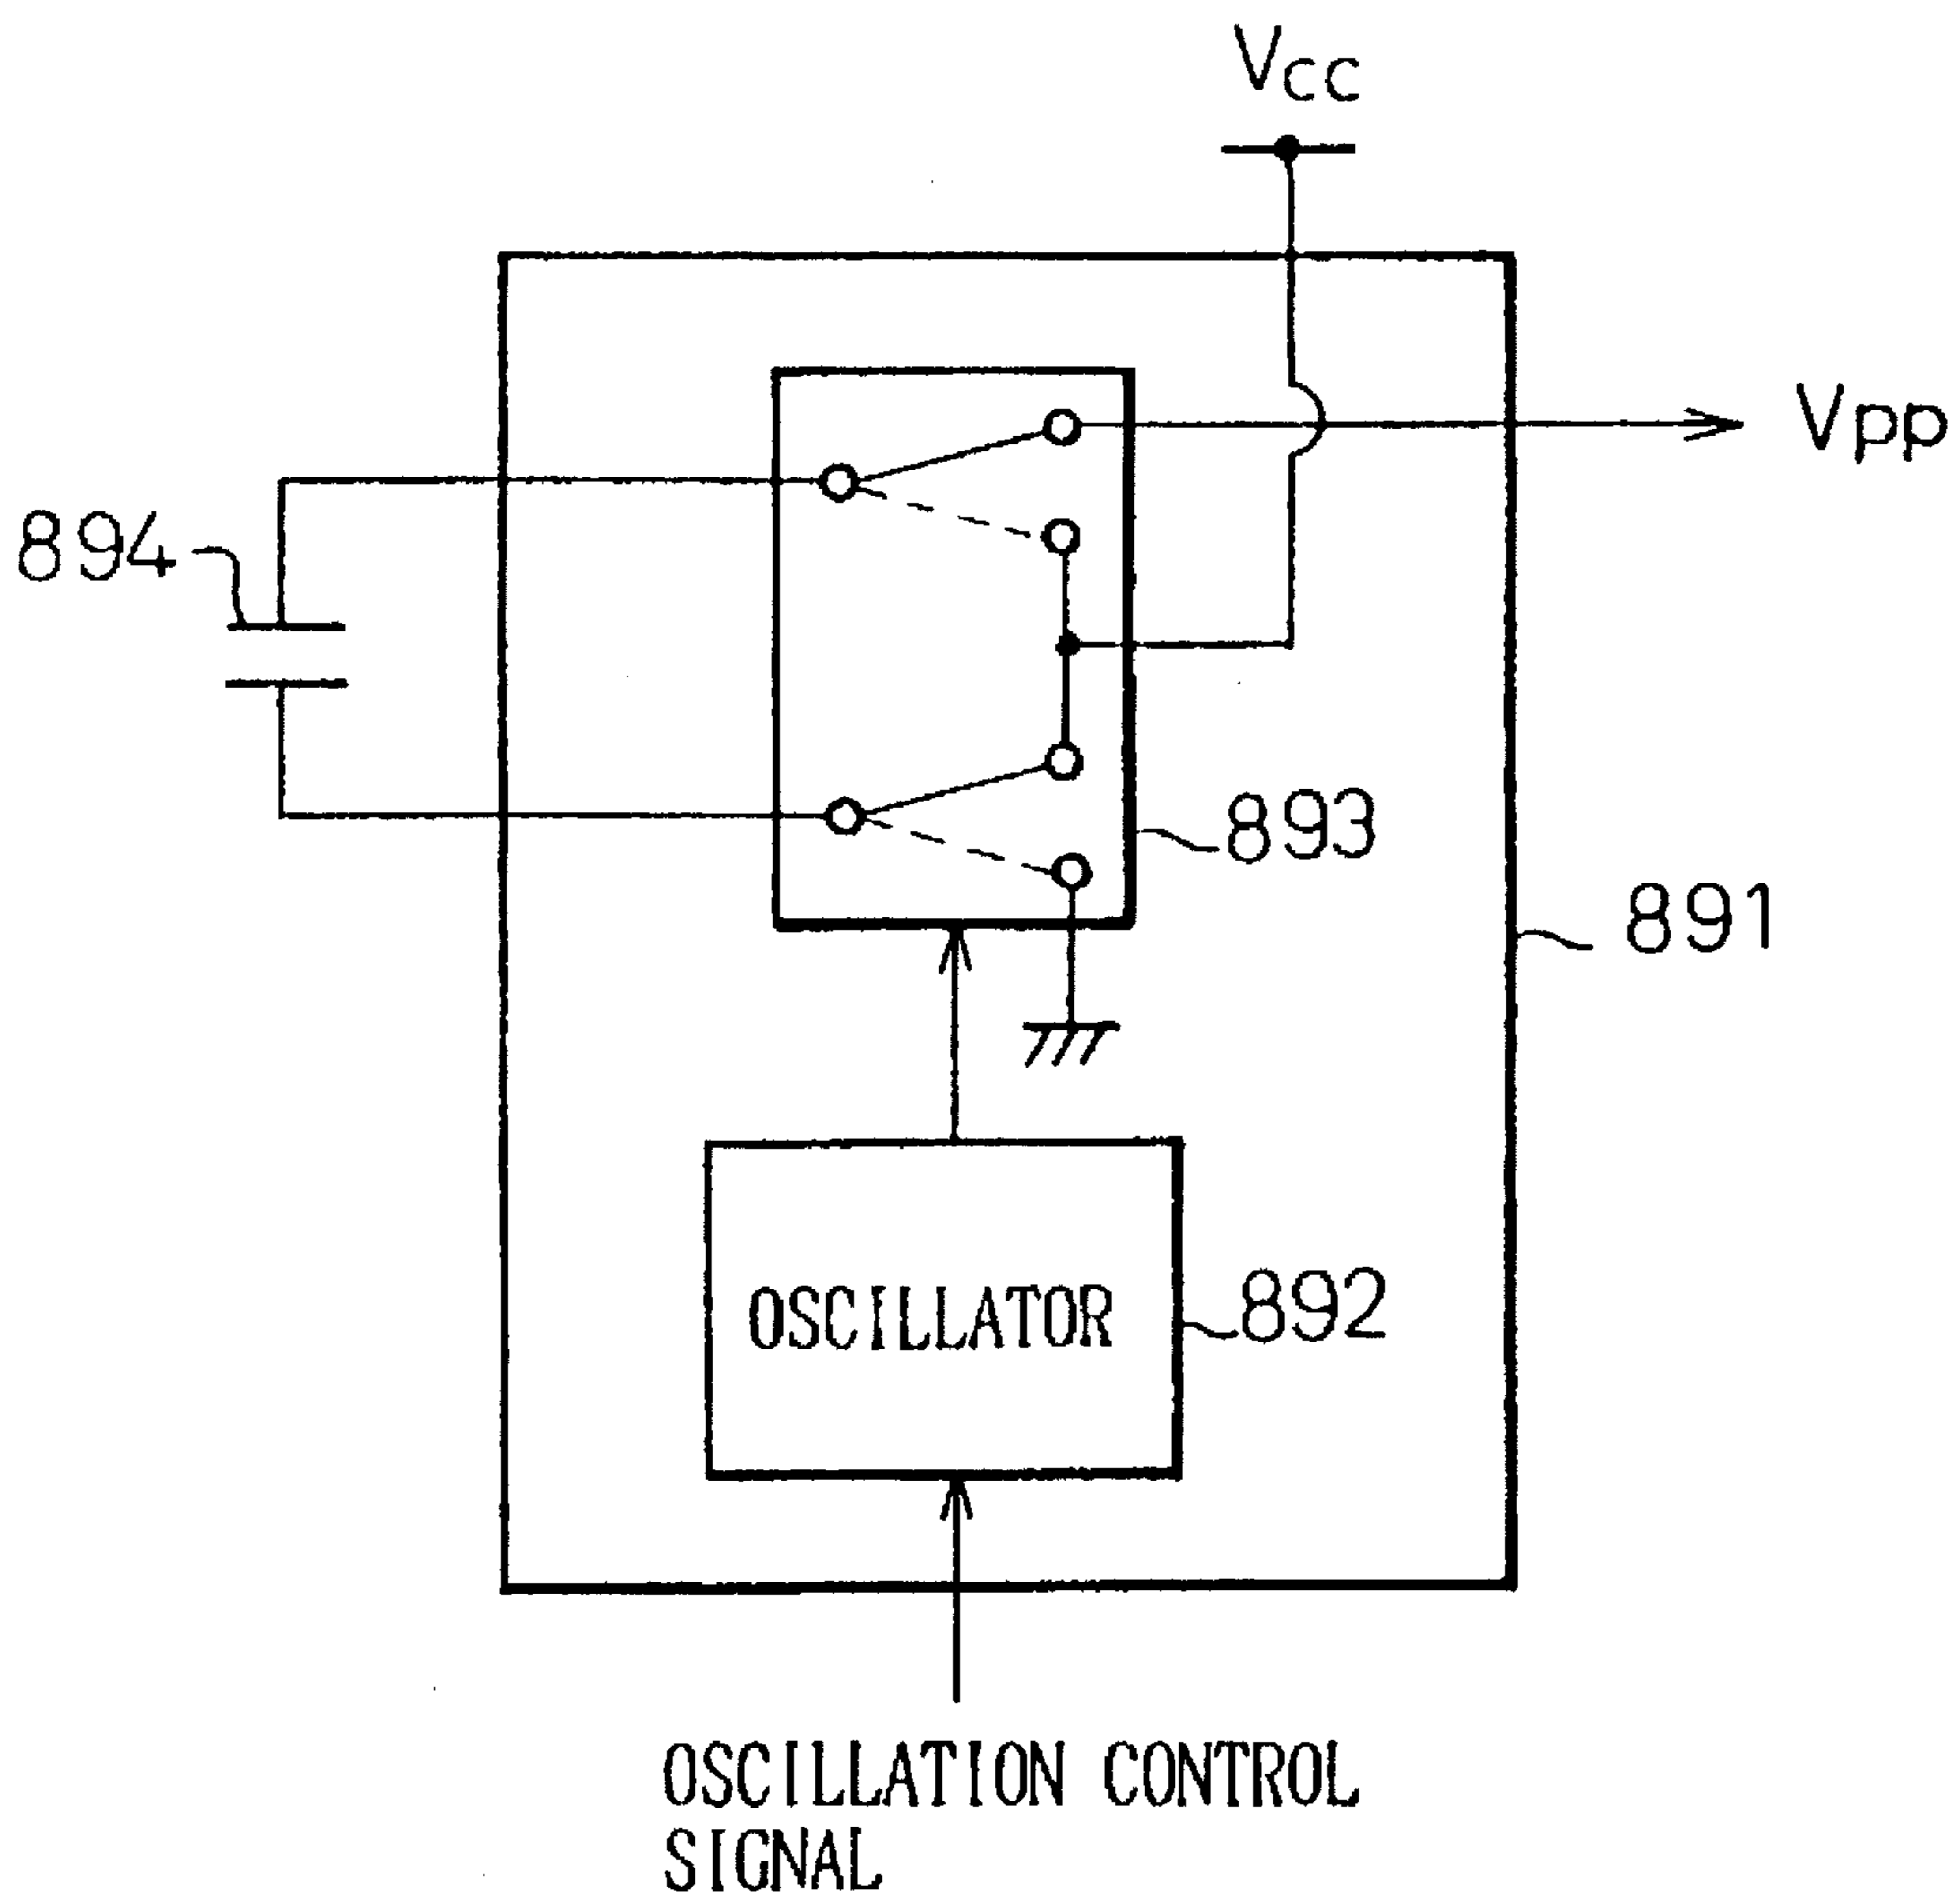 Vcc
Vpp
894
893
891
OSCILLATOR
892
OSCILLATION CONTROL
SIGNAL